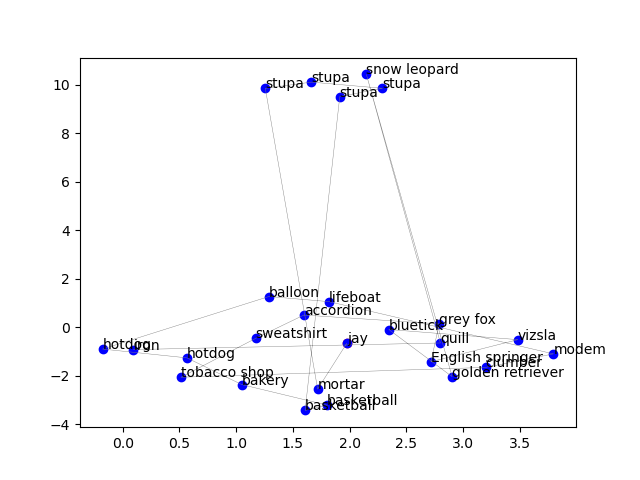 snow leopard
stupa
stupa
stupa
stupa
balloon
lifeboat
accordion
grey fox
bluetick
sweatshirt
vizsla
jay
quill
hotdog
iron
modem
hotdog
English springer
clumber
tobacco shop
golden retriever
bakery
mortar
basketball
basketball
10
8
6
4
2
0
−2
−4
0.0 0.5 1.0 1.5 2.0 2.5 3.0 3.5